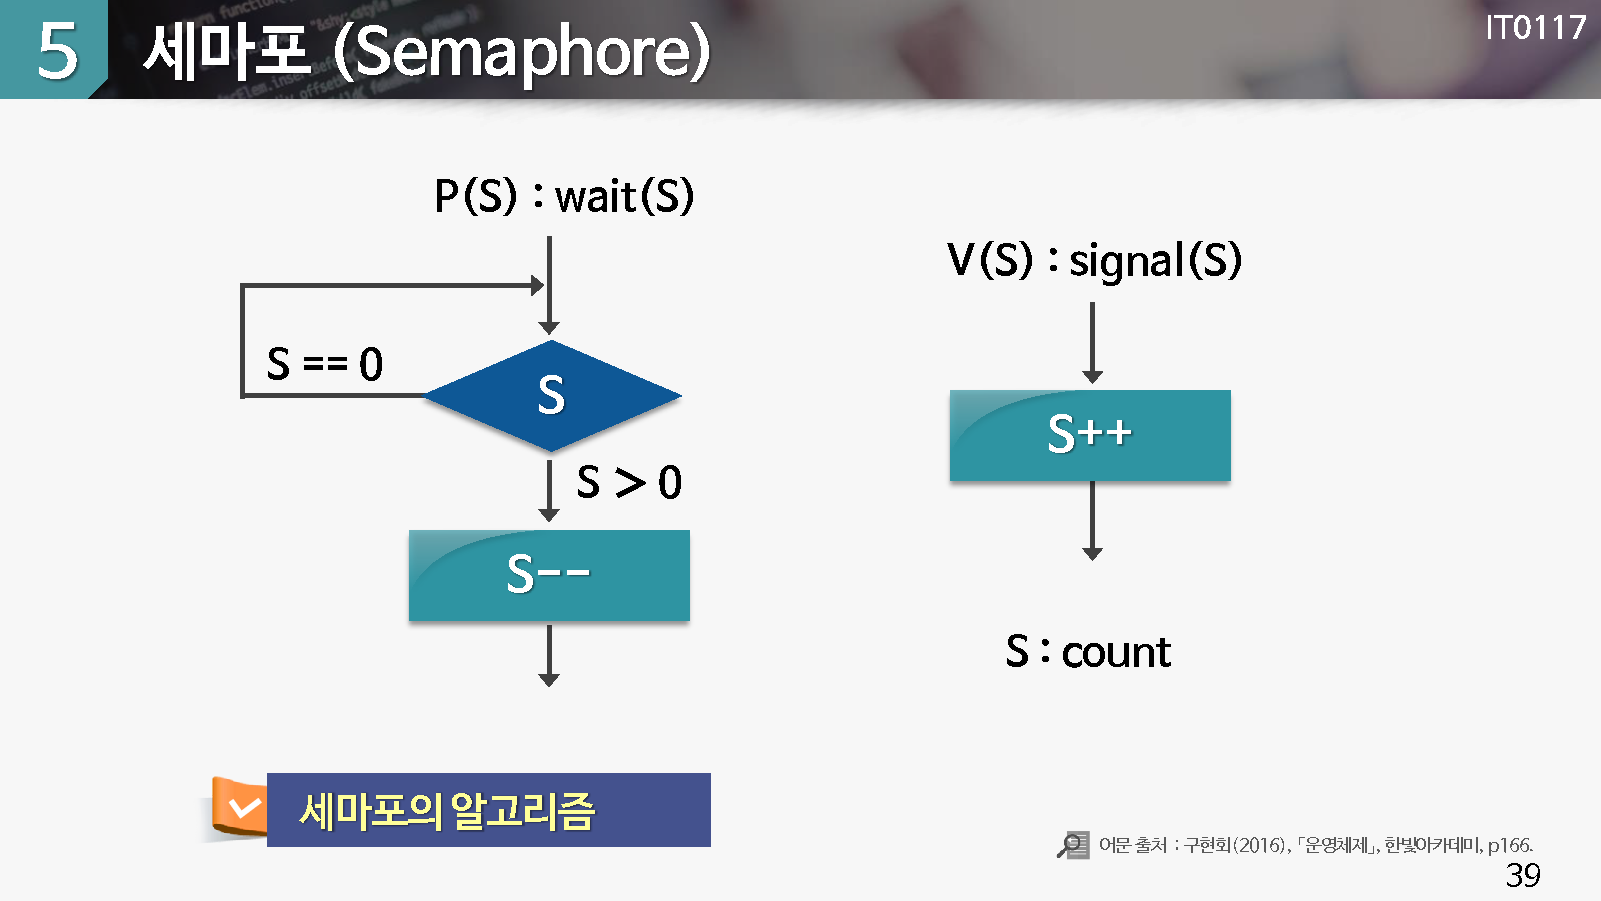 5
세마포 (Semaphore)
IT0117
P(S) : wait(S)
S == 0
S
S > 0
S--
V(S) : signal(S)
S++
S : count
세마포의 알고리즘
어문 출처 : 구현회(2016), 「운영체제」, 한빛아카데미, p166.
39